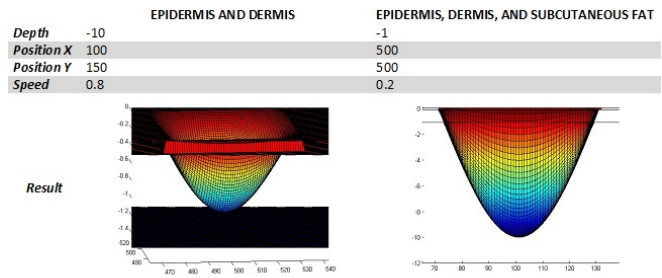 EPIDERMIS AND DERMIS EPIDERMIS, DERMIS, AND SUBCUTANEOUS FAT
Depth -10 -1
Position X 100 500
Position Y 150 500
Speed 0.8 0.2
Result
0
-0.2
-0.4
-0.6
-0.8
-1
-1.2
-1.4
520
500
480
470 480 490 500 510 520 530 540
0
-2
-4
-6
-8
-10
-12
70 80 90 100 110 120 130